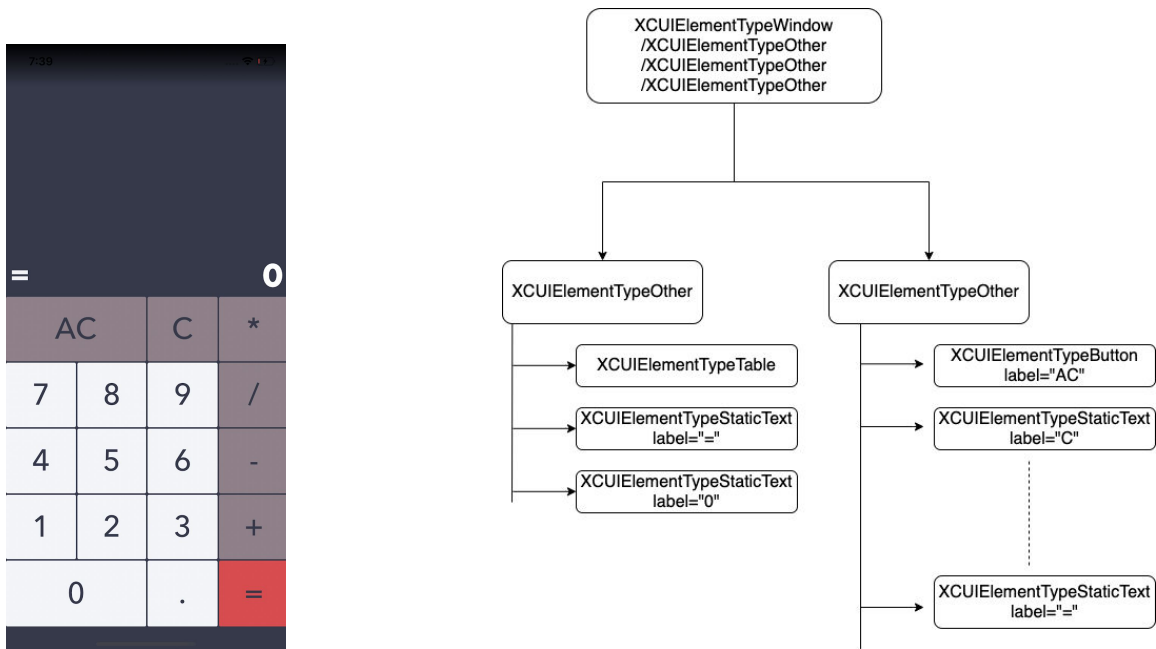 7:39
= 0
AC C *
7 8 9 /
4 5 6 -
1 2 3 +
0 . =
XCUIElementTypeWindow
/XCUIElementTypeOther
/XCUIElementTypeOther
/XCUIElementTypeOther
XCUIElementTypeOther
XCUIElementTypeTable
XCUIElementTypeStaticText
label="="
XCUIElementTypeStaticText
label="0"
XCUIElementTypeOther
XCUIElementTypeButton
label="AC"
XCUIElementTypeStaticText
label="C"
XCUIElementTypeStaticText
label="="